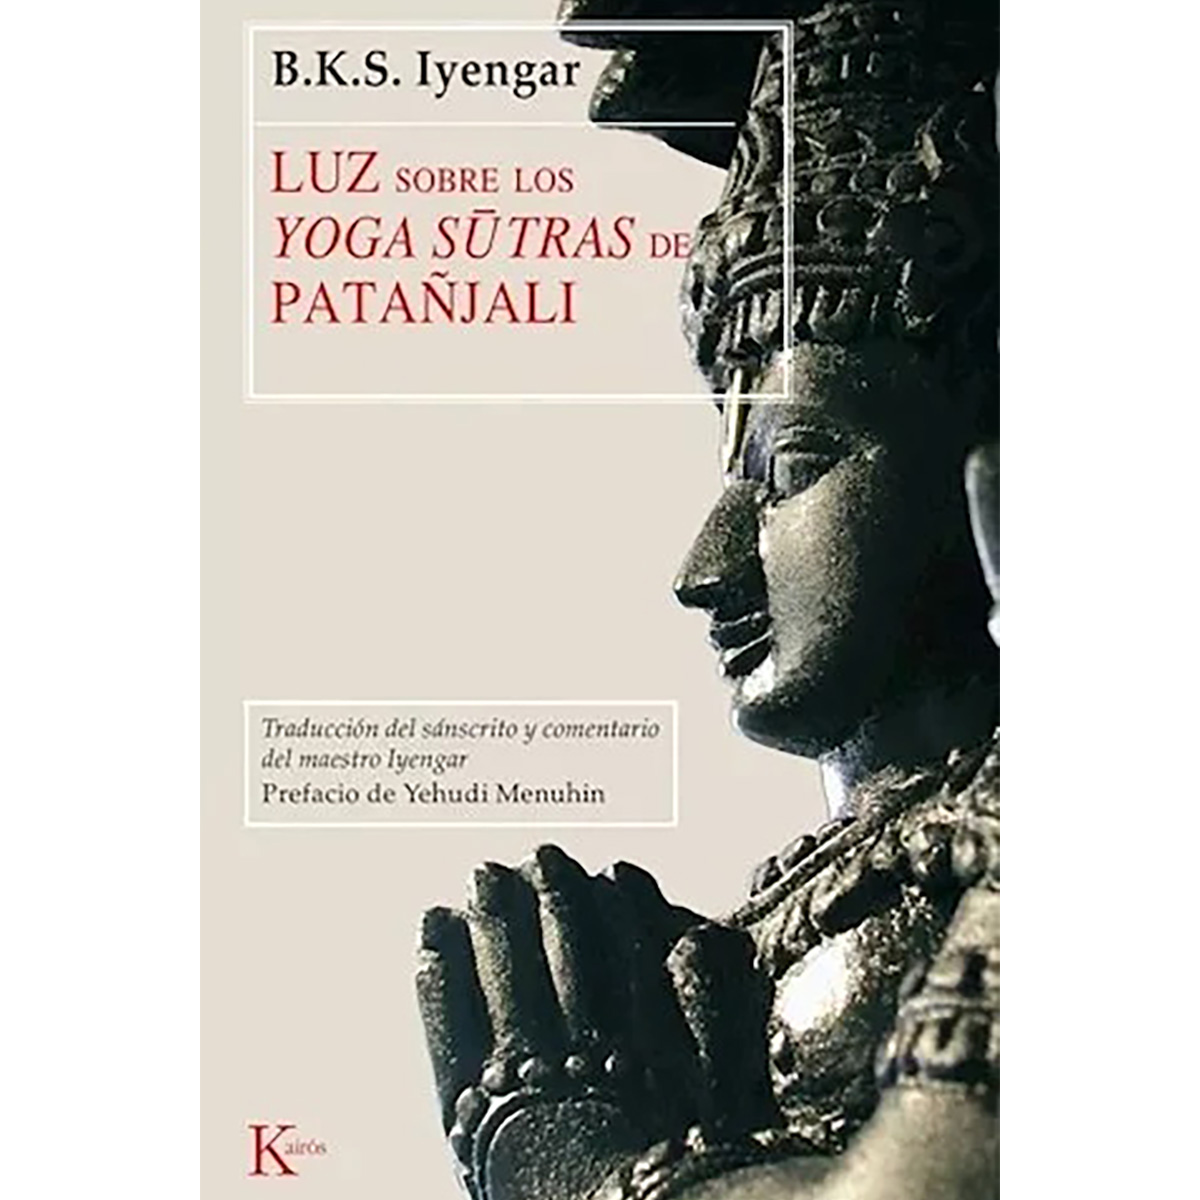 B.K.S. Iyengar
LUZ SOBRE LOS
YOGA SŪTRAS DE
PATAÑJALI
Traducción del sánscrito y comentario
del maestro Iyengar
Prefacio de Yehudi Menuhin
Kairós